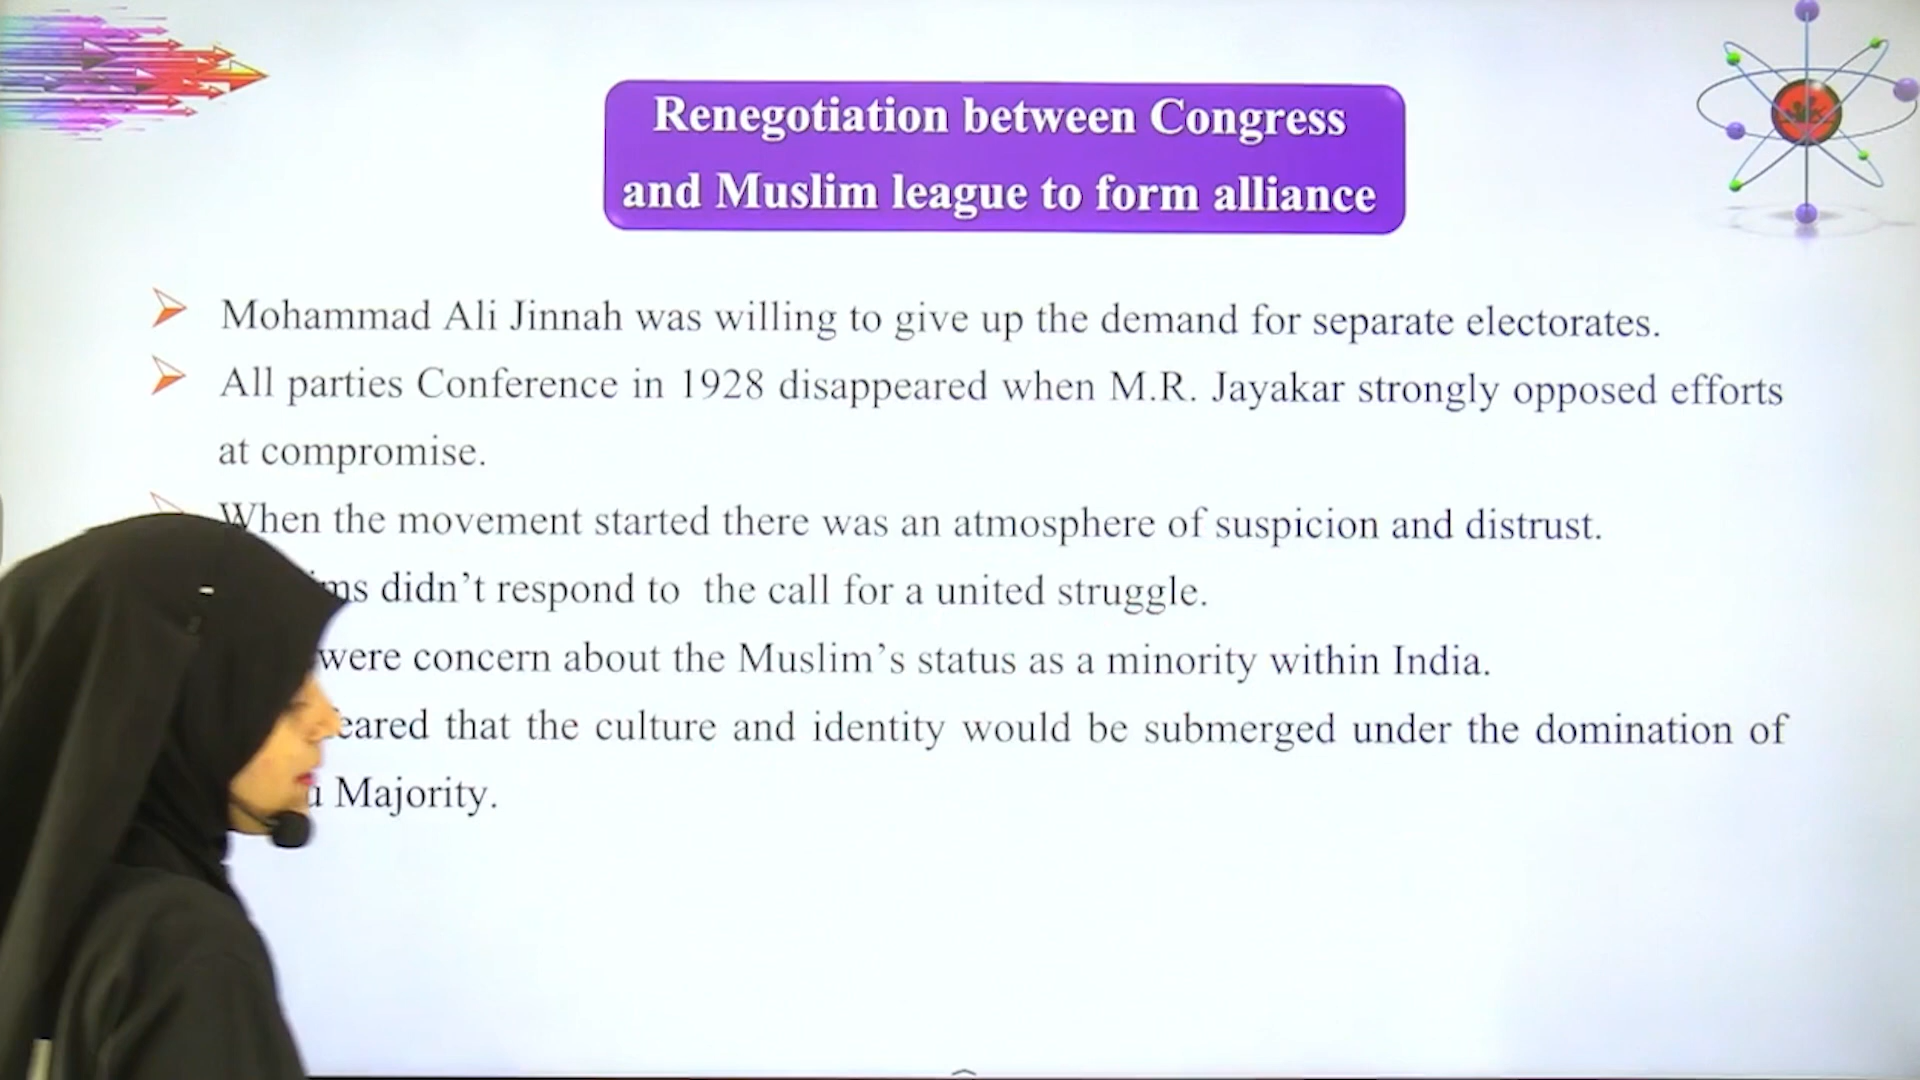 Renegotiation between Congress
and Muslim league to form alliance
Mohammad Ali Jinnah was willing to give up the demand for separate electorates.
All parties Conference in 1928 disappeared when M.R. Jayakar strongly opposed efforts
at compromise.
When the movement started there was an atmosphere of suspicion and distrust.
didn't respond to the call for a united struggle.
were concern about the Muslim's status as a minority within India.
that the culture and identity would be submerged under the domination of
Majority.